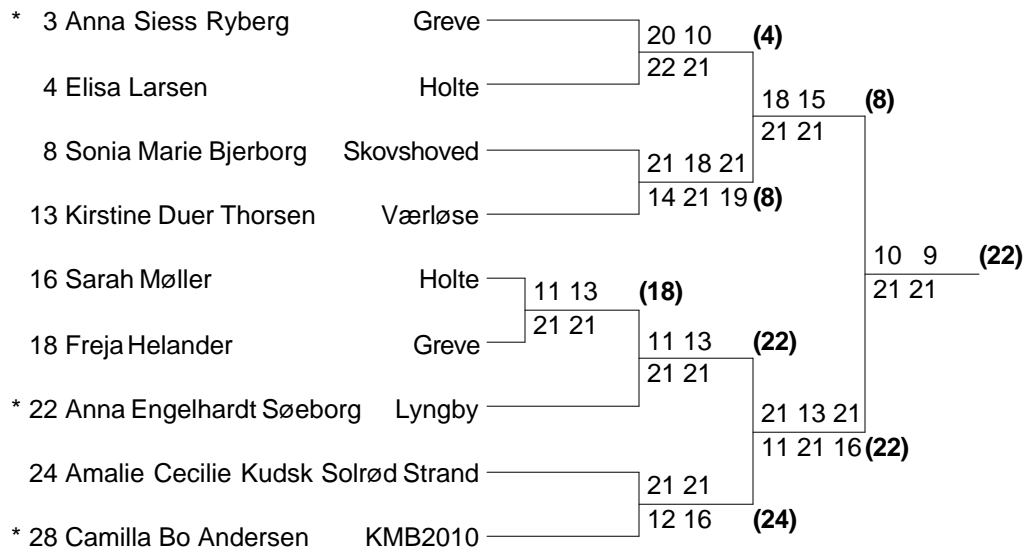 * 3 Anna Siess Ryberg Greve
20 10 (4)
22 21
4 Elisa Larsen Holte
18 15 (8)
21 21
8 Sonia Marie Bjerborg Skovshoved
21 18 21
14 21 19 (8)
13 Kirstine Duer Thorsen Værløse
10 9 (22)
21 21
16 Sarah Møller Holte
11 13 (18)
21 21
18 Freja Helander Greve
11 13 (22)
21 21
* 22 Anna Engelhardt Søeborg Lyngby
21 13 21
11 21 16 (22)
24 Amalie Cecilie Kudsk Solrød Strand
21 21
12 16 (24)
* 28 Camilla Bo Andersen KMB2010